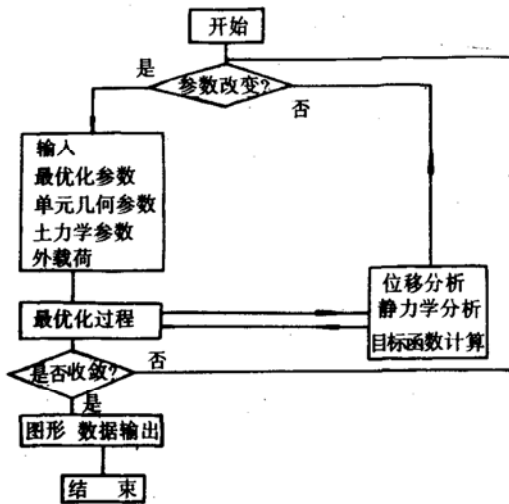 开始
是
参数改变?
否
输入
最优化参数
单元几何参数
土力学参数
外载荷
位移分析
静力学分析
目标函数计算
最优化过程
是否收敛?
否
是
图形 数据输出
结 束